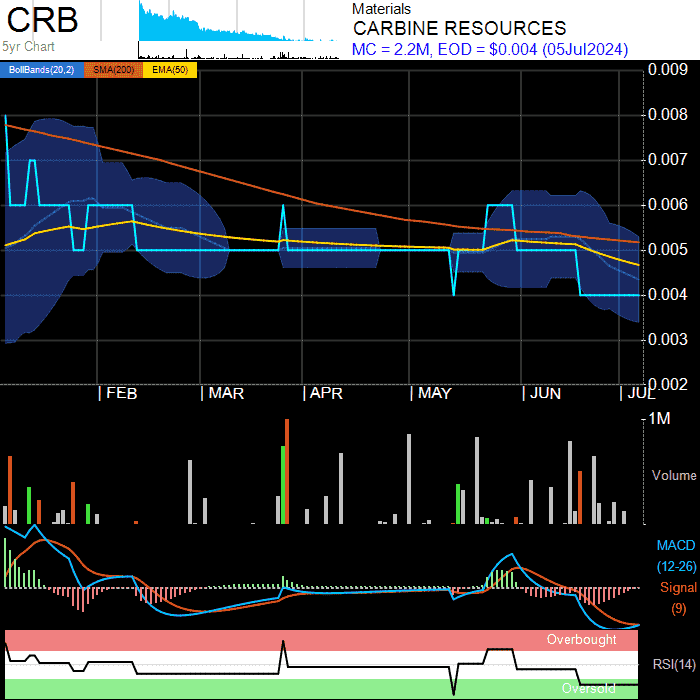 CRB
5yr Chart
Materials
CARBINE RESOURCES
MC = 2.2M, EOD = $0.004 (05Jul2024)
BollBands(20,2) SMA(200) EMA(50)
0.009
0.008
0.007
0.006
0.005
0.004
0.003
0.002
FEB MAR APR MAY JUN JUL
1M
Volume
MACD
(12-26)
Signal
(9)
Overbought
RSI(14)
Oversold